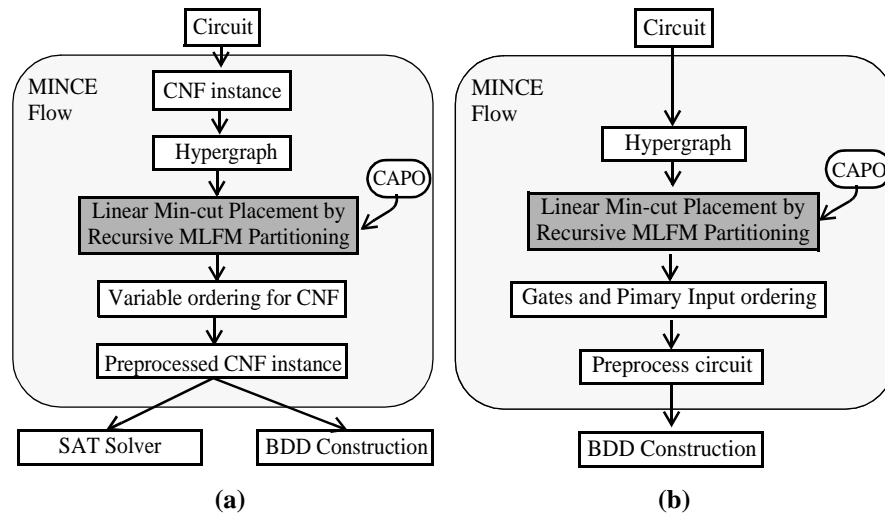 Circuit
MINCE
Flow
CNF instance
Hypergraph
CAPO
Linear Min-cut Placement by
Recursive MLFM Partitioning
Variable ordering for CNF
Preprocessed CNF instance
SAT Solver
BDD Construction
(a)
Circuit
MINCE
Flow
Hypergraph
CAPO
Linear Min-cut Placement by
Recursive MLFM Partitioning
Gates and Pimary Input ordering
Preprocess circuit
BDD Construction
(b)